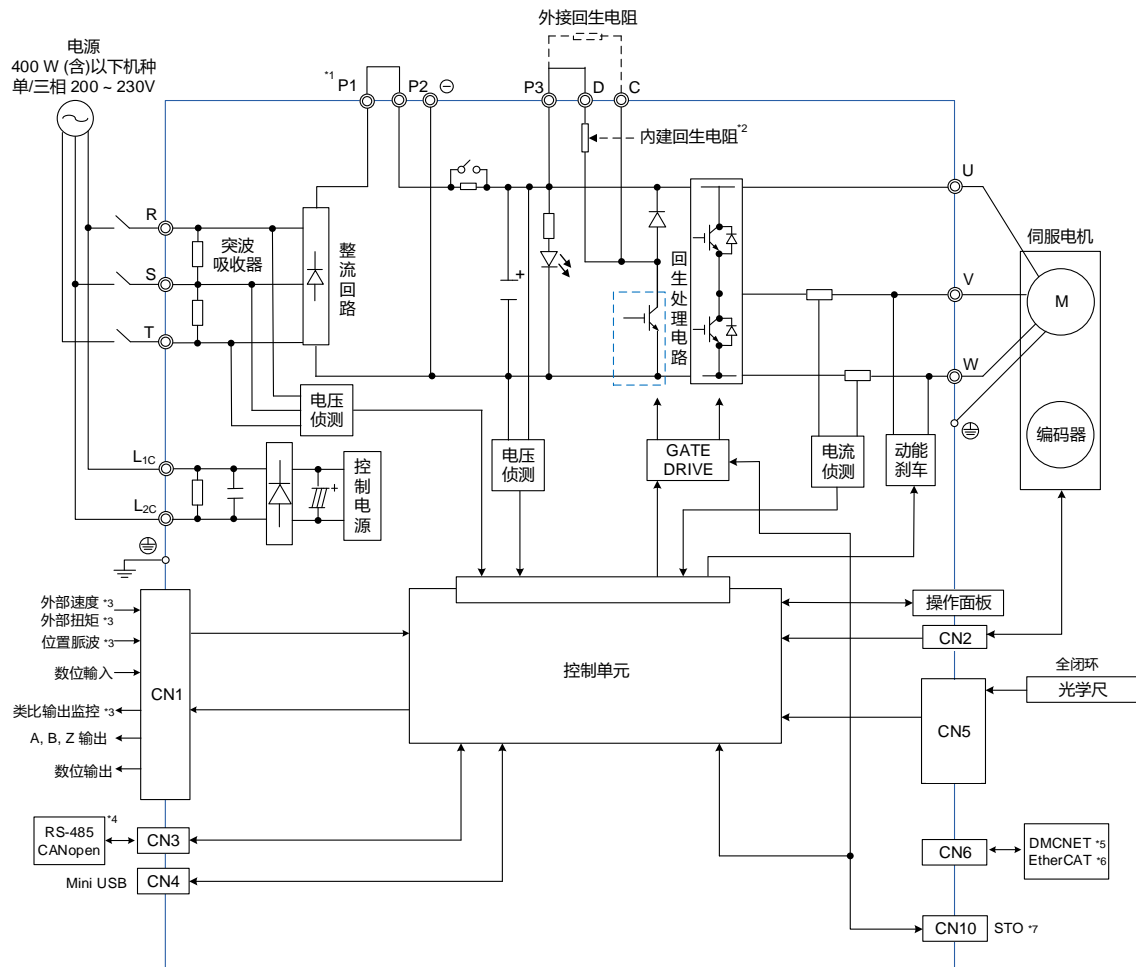 外接回生电阻
电源
400 W (含)以下机种
单/三相 200 ~ 230V
*1 P1
P2
⊖
P3
D
C
内建回生电阻*2
U
R
突波
吸收器
整流回路
S
T
回生处理电路
伺服电机
M
V
W
编码器
电压
侦测
电压
侦测
GATE
DRIVE
电流
侦测
动能
刹车
L1C
L2C
+
+
控制电源
外部速度 *3
外部扭矩 *3
位置脉波 *3
数位輸入
类比输出监控 *3
A, B, Z 输出
数位输出
CN1
控制单元
操作面板
CN2
全闭环
光学尺
CN5
RS-485
CANopen
*4
CN3
Mini USB
CN4
CN6
DMCNET *5
EtherCAT *6
CN10
STO *7